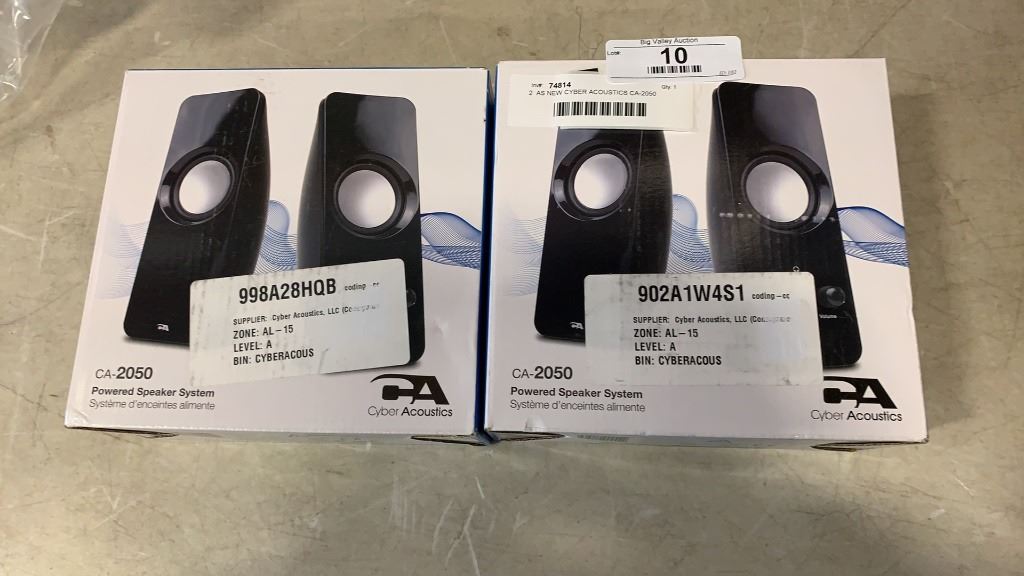 Big Valley Auction
Lot#:
10
Inv#: 74814
Qty: 1
2 AS NEW CYBER ACOUSTICS CA-2050
998A28HQB coding
SUPPLIER: Cyber Acoustics, LLC
ZONE: AL-15
LEVEL: A
BIN: CYBERACOUS
CA-2050
Powered Speaker System
Système d'enceintes alimente
CA
Cyber Acoustics
902A1W4S1 coding
SUPPLIER: Cyber Acoustics, LLC
ZONE: AL-15
LEVEL: A
BIN: CYBERACOUS
Volume
CA-2050
Powered Speaker System
Système d'enceintes alimente
CA
Cyber Acoustics